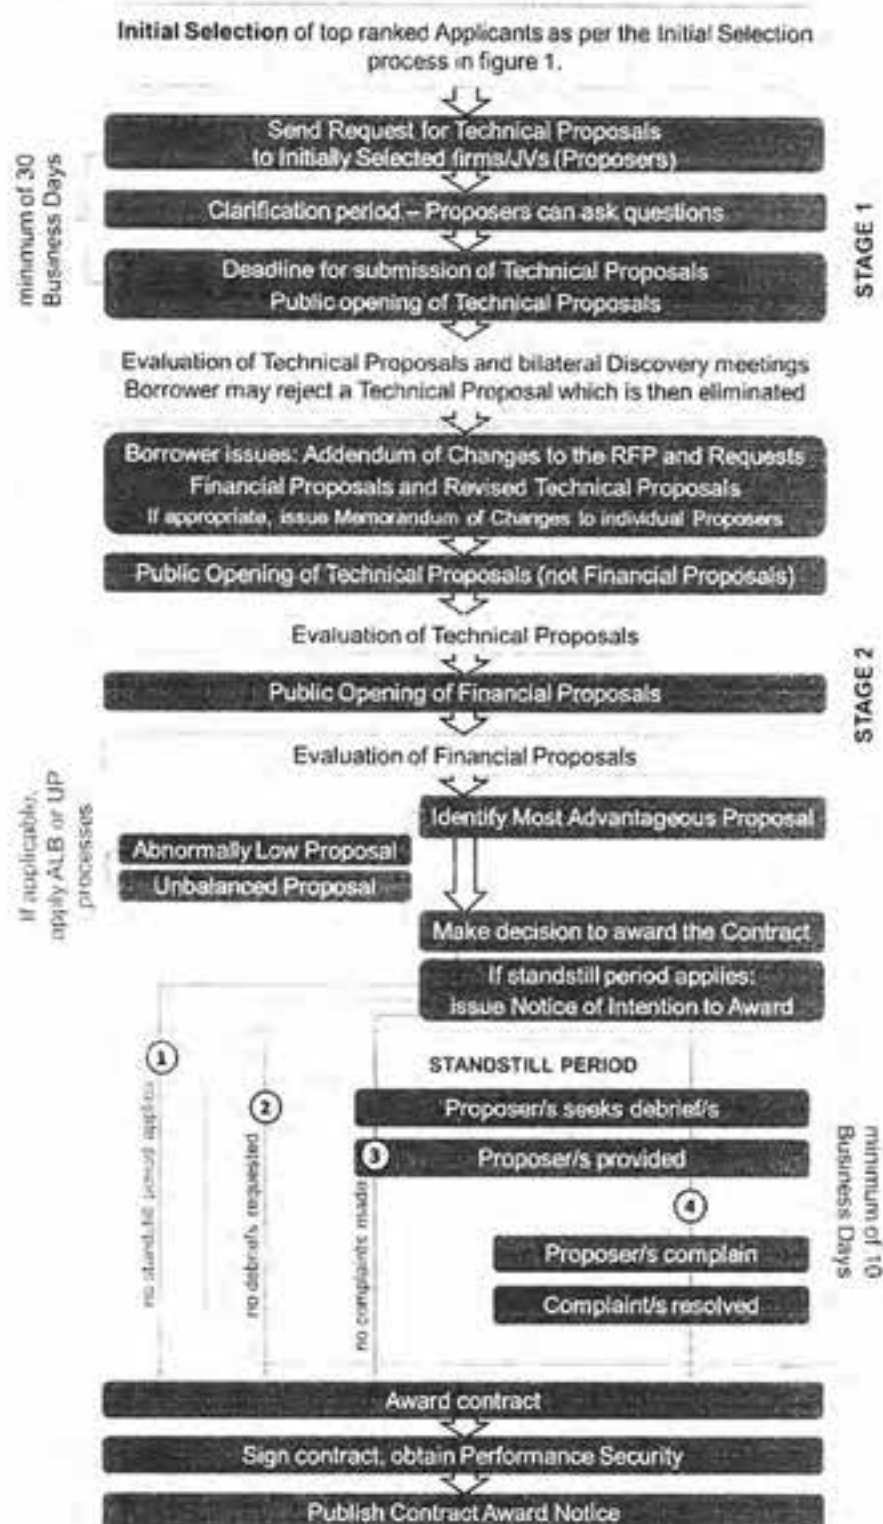 Initial Selection of top ranked Applicants as per the Initial Selection
process in figure 1.
Send Request for Technical Proposals
to Initially Selected firms/JVs (Proposers)
minimum of 30
Business Days
Clarification period – Proposers can ask questions
STAGE 1
Deadline for submission of Technical Proposals
Public opening of Technical Proposals
Evaluation of Technical Proposals and bilateral Discovery meetings
Borrower may reject a Technical Proposal which is then eliminated
Borrower issues: Addendum of Changes to the RFP and Requests
Financial Proposals and Revised Technical Proposals
If appropriate, issue Memorandum of Changes to individual Proposers
Public Opening of Technical Proposals (not Financial Proposals)
Evaluation of Technical Proposals
STAGE 2
Public Opening of Financial Proposals
Evaluation of Financial Proposals
If applicable,
apply ALB or UP
processes
Identify Most Advantageous Proposal
Abnormally Low Proposal
Unbalanced Proposal
Make decision to award the Contract
If standstill period applies:
issue Notice of Intention to Award
1
no standstill period applies
2
no debriefs requested
STANDSTILL PERIOD
Proposer/s seeks debrief/s
3
Proposer/s provided
no complaints made
4
minimum of 10
Business Days
Proposer/s complain
Complaint/s resolved
Award contract
Sign contract, obtain Performance Security
Publish Contract Award Notice